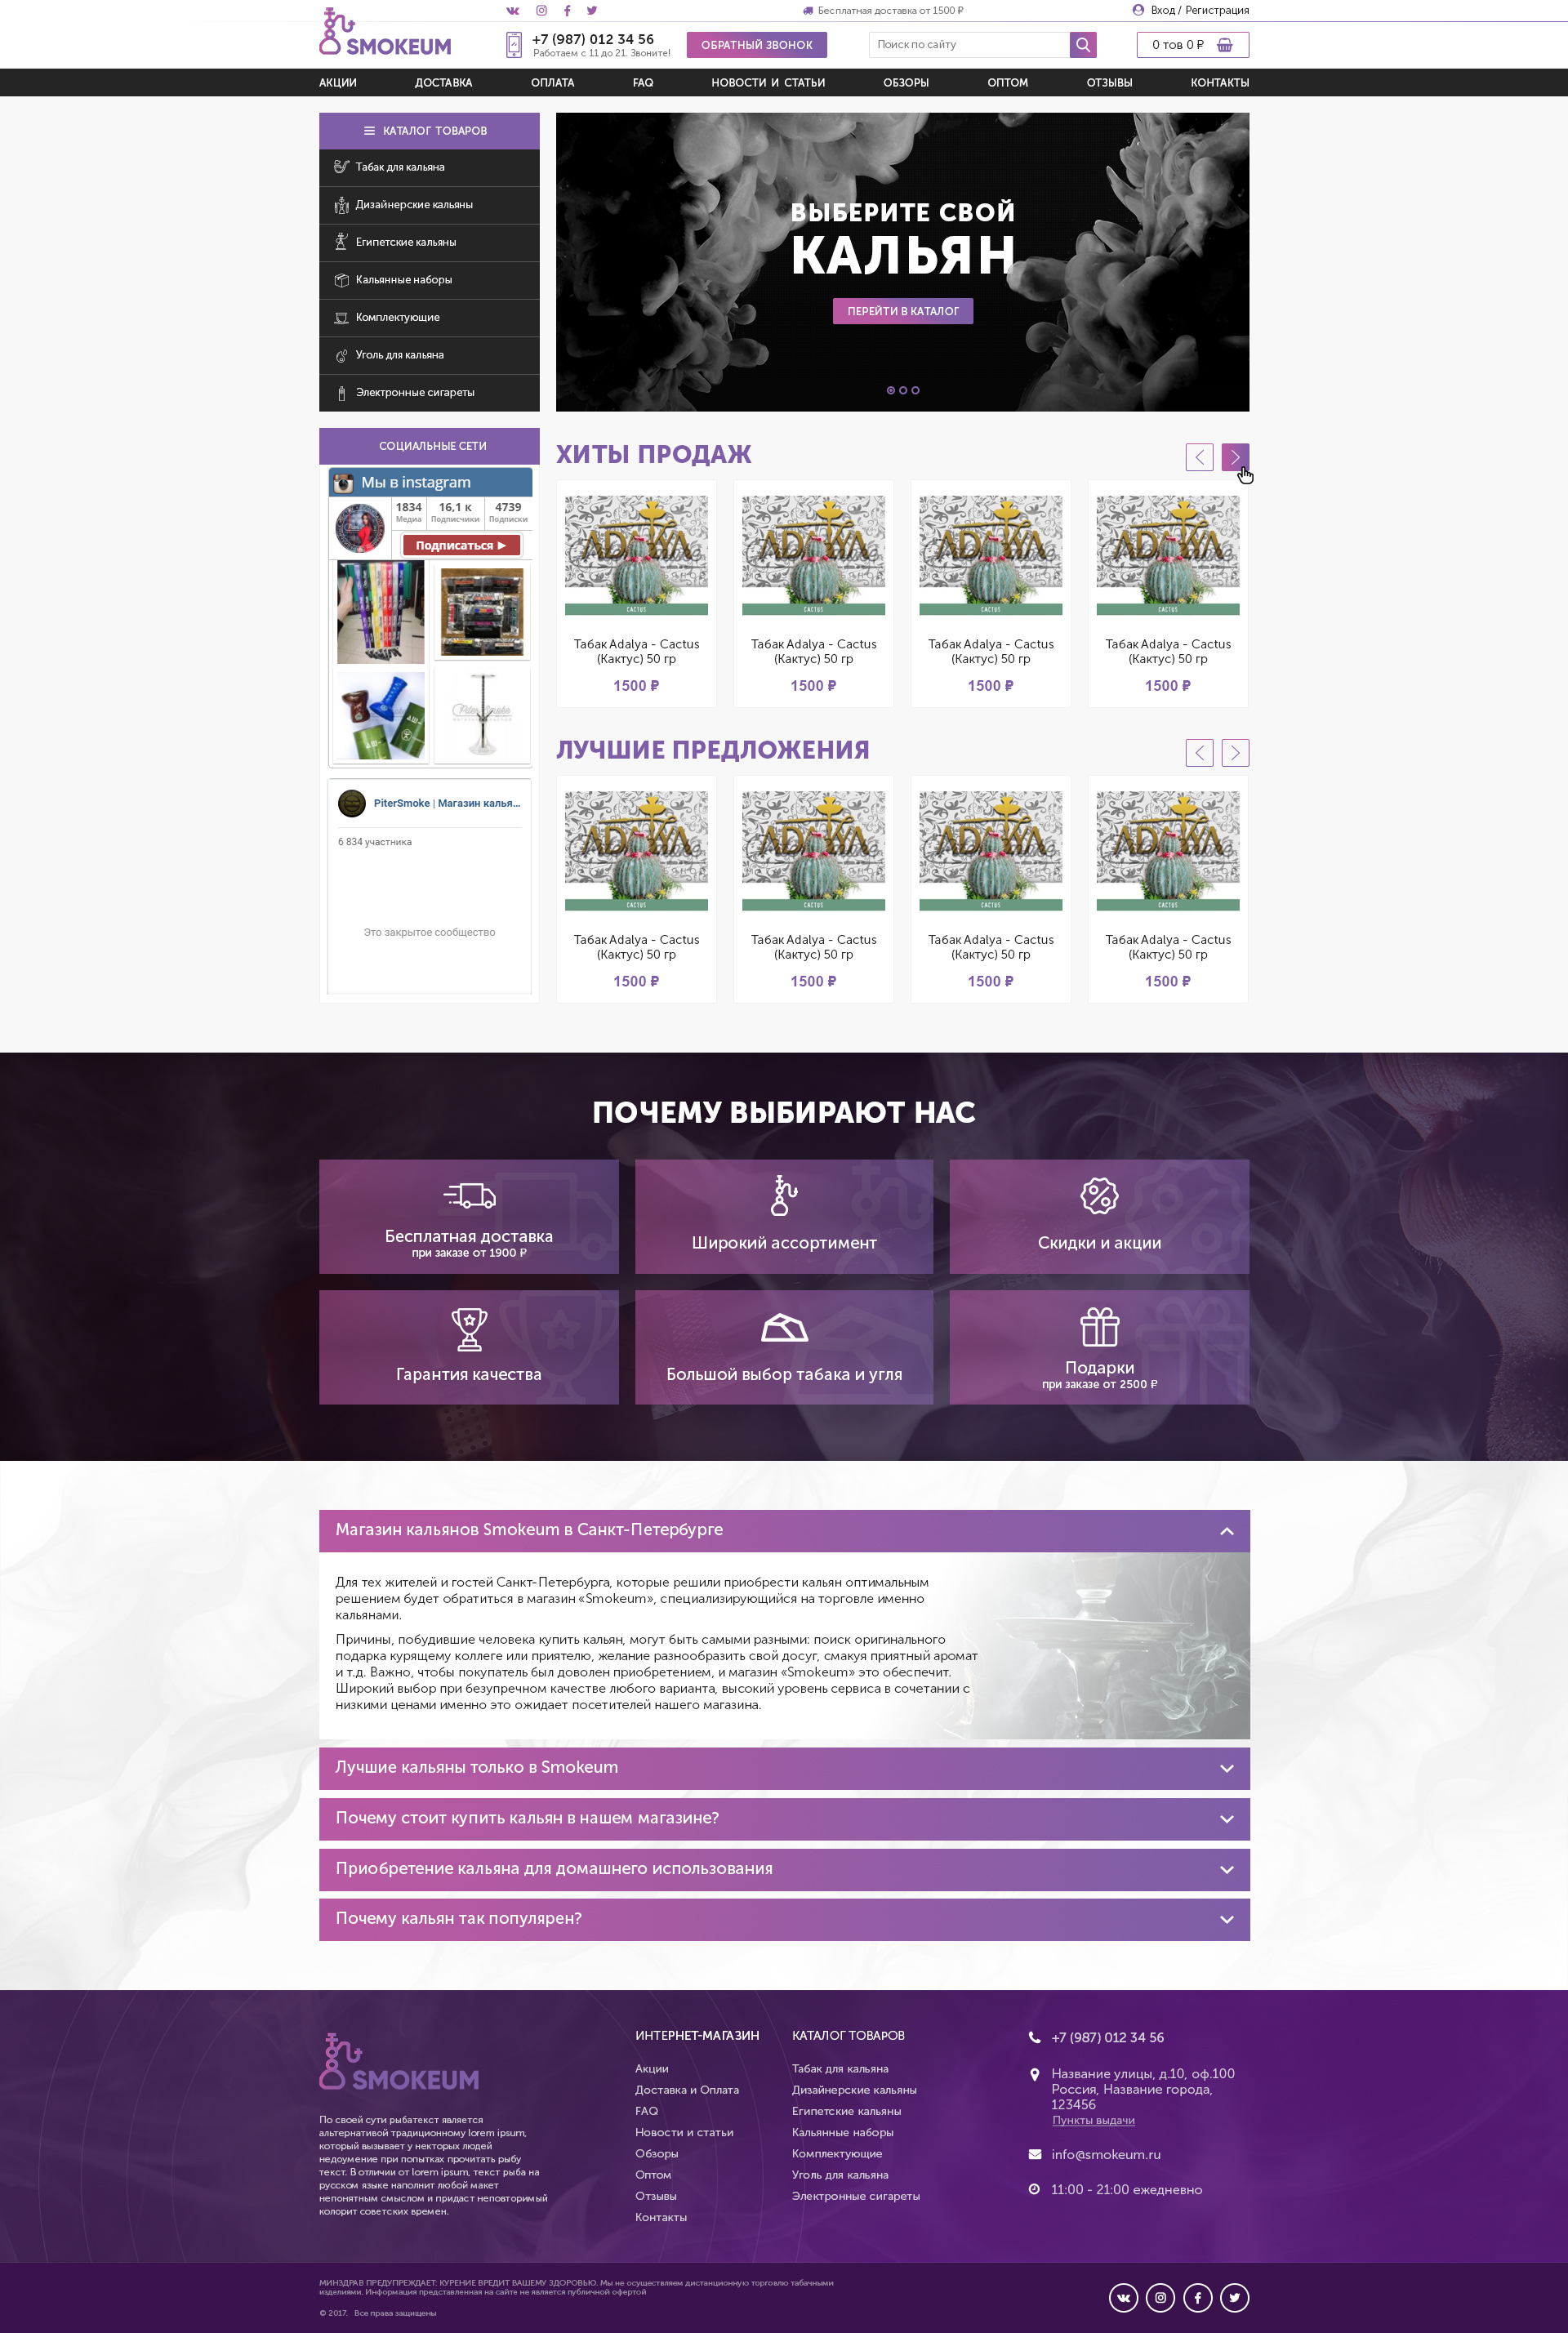 Бесплатная доставка от 1500 ₽
Вход / Регистрация
SMOKEUM
+7 (987) 012 34 56
Работаем с 11 до 21. Звоните!
ОБРАТНЫЙ ЗВОНОК
Поиск по сайту
0 тов 0 ₽
АКЦИИ ДОСТАВКА ОПЛАТА FAQ НОВОСТИ И СТАТЬИ ОБЗОРЫ ОПТОМ ОТЗЫВЫ КОНТАКТЫ
КАТАЛОГ ТОВАРОВ
Табак для кальяна
Дизайнерские кальяны
Египетские кальяны
Кальянные наборы
Комплектующие
Уголь для кальяна
Электронные сигареты
ВЫБЕРИТЕ СВОЙ
КАЛЬЯН
ПЕРЕЙТИ В КАТАЛОГ
СОЦИАЛЬНЫЕ СЕТИ
Мы в instagram
1834 16,1 к 4739
Медиа Подписчики Подписки
Подписаться ►
PiterSmoke | Магазин калья...
6 834 участника
Это закрытое сообщество
ХИТЫ ПРОДАЖ
ADALYA ADALYA ADALYA ADALYA
CACTUS CACTUS CACTUS CACTUS
Табак Adalya - Cactus Табак Adalya - Cactus Табак Adalya - Cactus Табак Adalya - Cactus
(Кактус) 50 гр (Кактус) 50 гр (Кактус) 50 гр (Кактус) 50 гр
1500 ₽ 1500 ₽ 1500 ₽ 1500 ₽
ЛУЧШИЕ ПРЕДЛОЖЕНИЯ
ADALYA ADALYA ADALYA ADALYA
CACTUS CACTUS CACTUS CACTUS
Табак Adalya - Cactus Табак Adalya - Cactus Табак Adalya - Cactus Табак Adalya - Cactus
(Кактус) 50 гр (Кактус) 50 гр (Кактус) 50 гр (Кактус) 50 гр
1500 ₽ 1500 ₽ 1500 ₽ 1500 ₽
ПОЧЕМУ ВЫБИРАЮТ НАС
Бесплатная доставка
при заказе от 1900 ₽
Широкий ассортимент
Скидки и акции
Гарантия качества
Большой выбор табака и угля
Подарки
при заказе от 2500 ₽
Магазин кальянов Smokeum в Санкт-Петербурге
Для тех жителей и гостей Санкт-Петербурга, которые решили приобрести кальян оптимальным
решением будет обратиться в магазин «Smokeum», специализирующийся на торговле именно
кальянами.
Причины, побудившие человека купить кальян, могут быть самыми разными: поиск оригинального
подарка курящему коллеге или приятелю, желание разнообразить свой досуг, смакуя приятный аромат
и т.д. Важно, чтобы покупатель был доволен приобретением, и магазин «Smokeum» это обеспечит.
Широкий выбор при безупречном качестве любого варианта, высокий уровень сервиса в сочетании с
низкими ценами именно это ожидает посетителей нашего магазина.
Лучшие кальяны только в Smokeum
Почему стоит купить кальян в нашем магазине?
Приобретение кальяна для домашнего использования
Почему кальян так популярен?
SMOKEUM
По своей сути рыбатекст является
альтернативой традиционному lorem ipsum,
который вызывает у некторых людей
недоумение при попытках прочитать рыбу
текст. В отличии от lorem ipsum, текст рыба на
русском языке наполнит любой макет
непонятным смыслом и придаст неповторимый
колорит советских времен.
ИНТЕРНЕТ-МАГАЗИН
Акции
Доставка и Оплата
FAQ
Новости и статьи
Обзоры
Оптом
Отзывы
Контакты
КАТАЛОГ ТОВАРОВ
Табак для кальяна
Дизайнерские кальяны
Египетские кальяны
Кальянные наборы
Комплектующие
Уголь для кальяна
Электронные сигареты
+7 (987) 012 34 56
Название улицы, д.10, оф.100
Россия, Название города,
123456
Пункты выдачи
info@smokeum.ru
11:00 - 21:00 ежедневно
МИНЗДРАВ ПРЕДУПРЕЖДАЕТ: КУРЕНИЕ ВРЕДИТ ВАШЕМУ ЗДОРОВЬЮ. Мы не осуществляем дистанционную торговлю табачными
изделиями. Информация представленная на сайте не является публичной офертой
© 2017. Все права защищены